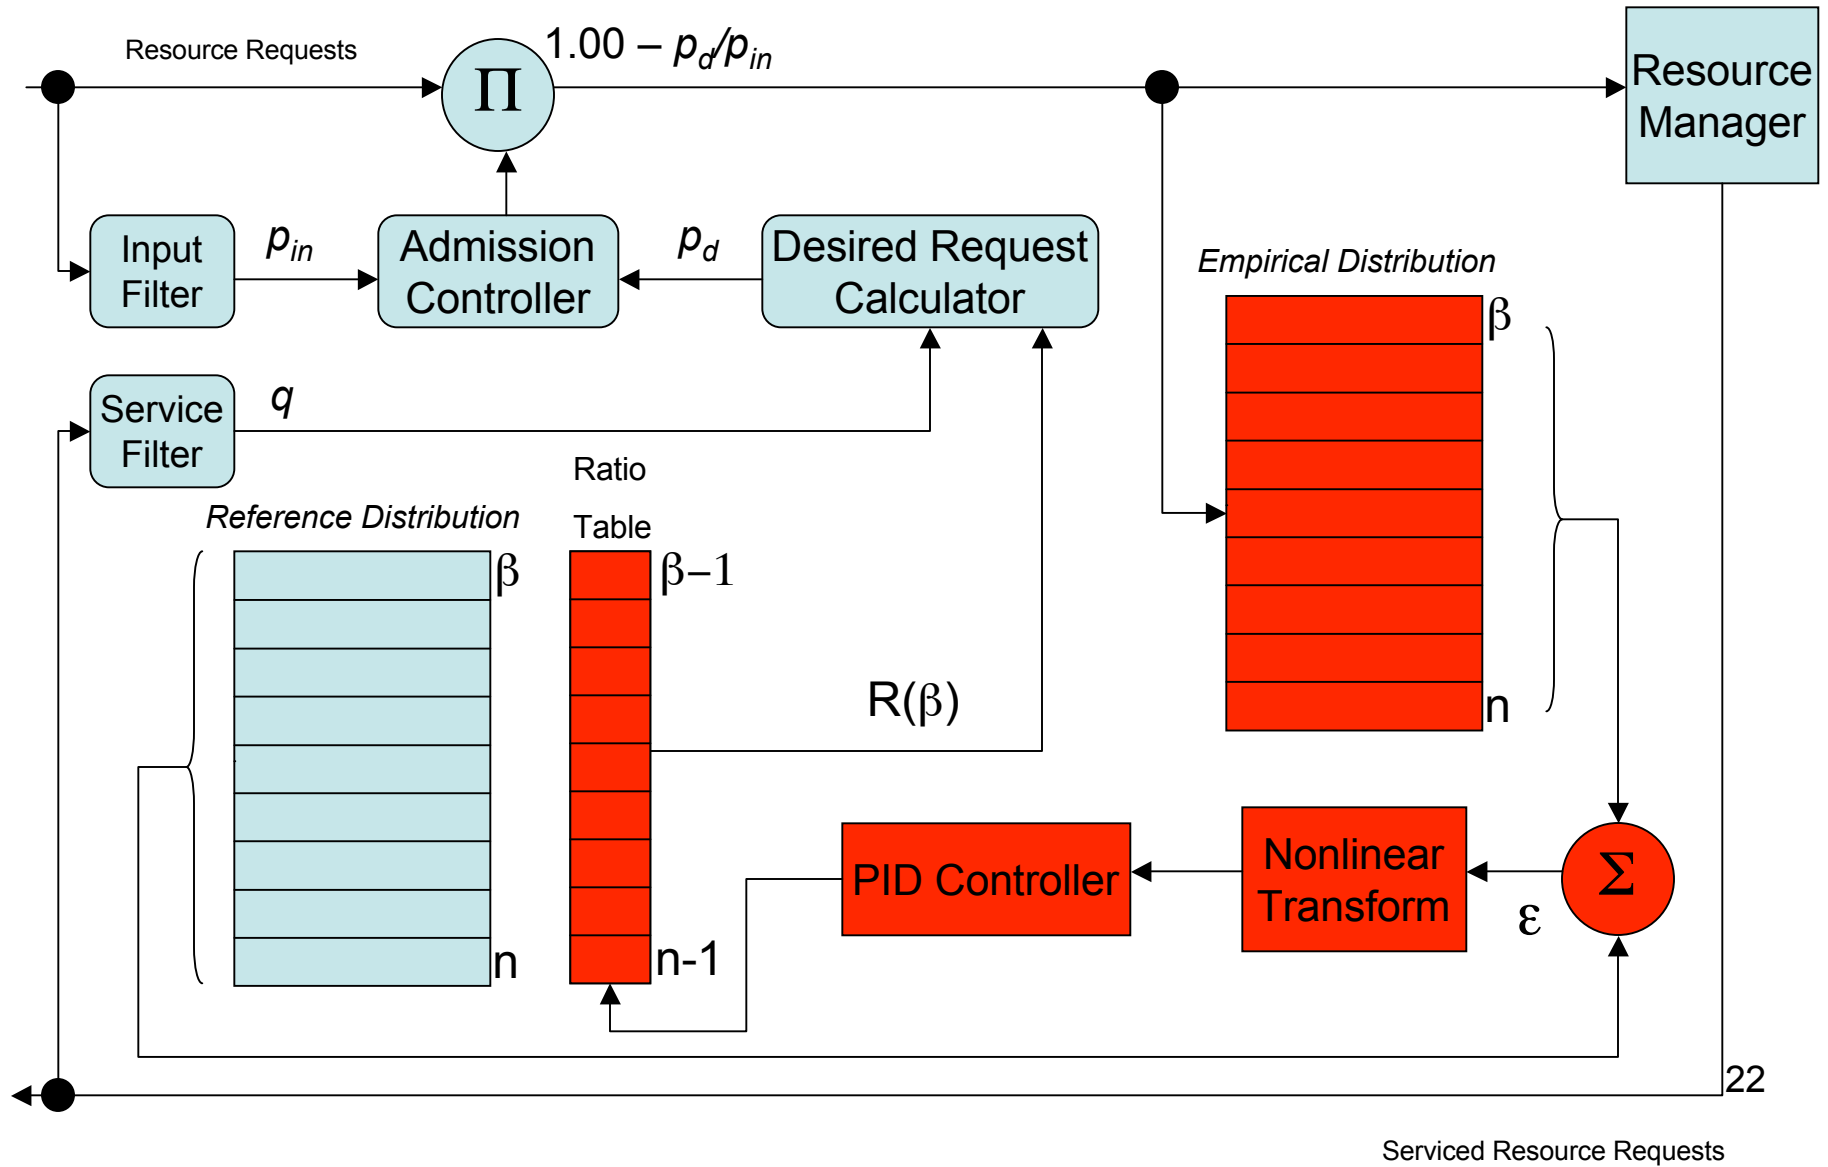 Resource Requests
Π
1.00 – pd/pin
Resource
Manager
Input
Filter
pin
Admission
Controller
pd
Desired Request
Calculator
Empirical Distribution
β
n
Service
Filter
q
Ratio
Table
Reference Distribution
β
n
β–1
n-1
R(β)
PID Controller
Nonlinear
Transform
ε
Σ
22
Serviced Resource Requests